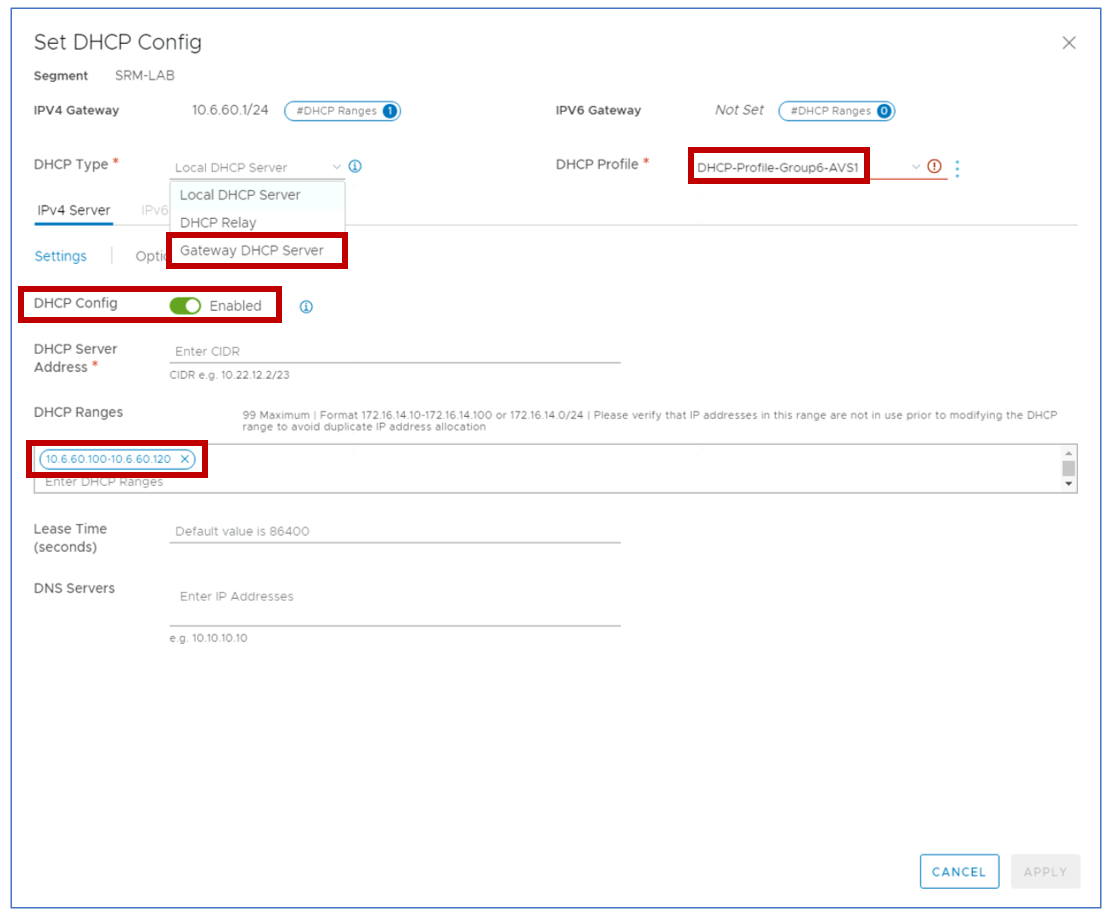 Set DHCP Config
Segment SRM-LAB
IPV4 Gateway 10.6.60.1/24 #DHCP Ranges 1 IPV6 Gateway Not Set #DHCP Ranges 0
DHCP Type * Local DHCP Server DHCP Profile * DHCP-Profile-Group6-AVS1
Local DHCP Server
IPv4 Server IPv6
DHCP Relay
Gateway DHCP Server
Settings Optio
DHCP Config Enabled
DHCP Server
Address *
Enter CIDR
CIDR e.g. 10.22.12.2/23
DHCP Ranges
99 Maximum | Format 172.16.14.10-172.16.14.100 or 172.16.14.0/24 | Please verify that IP addresses in this range are not in use prior to modifying the DHCP
range to avoid duplicate IP address allocation
10.6.60.100-10.6.60.120
Enter DHCP Ranges
Lease Time
(seconds)
Default value is 86400
DNS Servers
Enter IP Addresses
e.g. 10.10.10.10
CANCEL APPLY